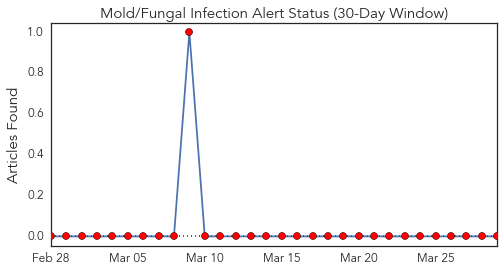 Mold/Fungal Infection Alert Status (30-Day Window)
Articles Found
1.0
0.8
0.6
0.4
0.2
0.0
Feb 28 Mar 05 Mar 10 Mar 15 Mar 20 Mar 25